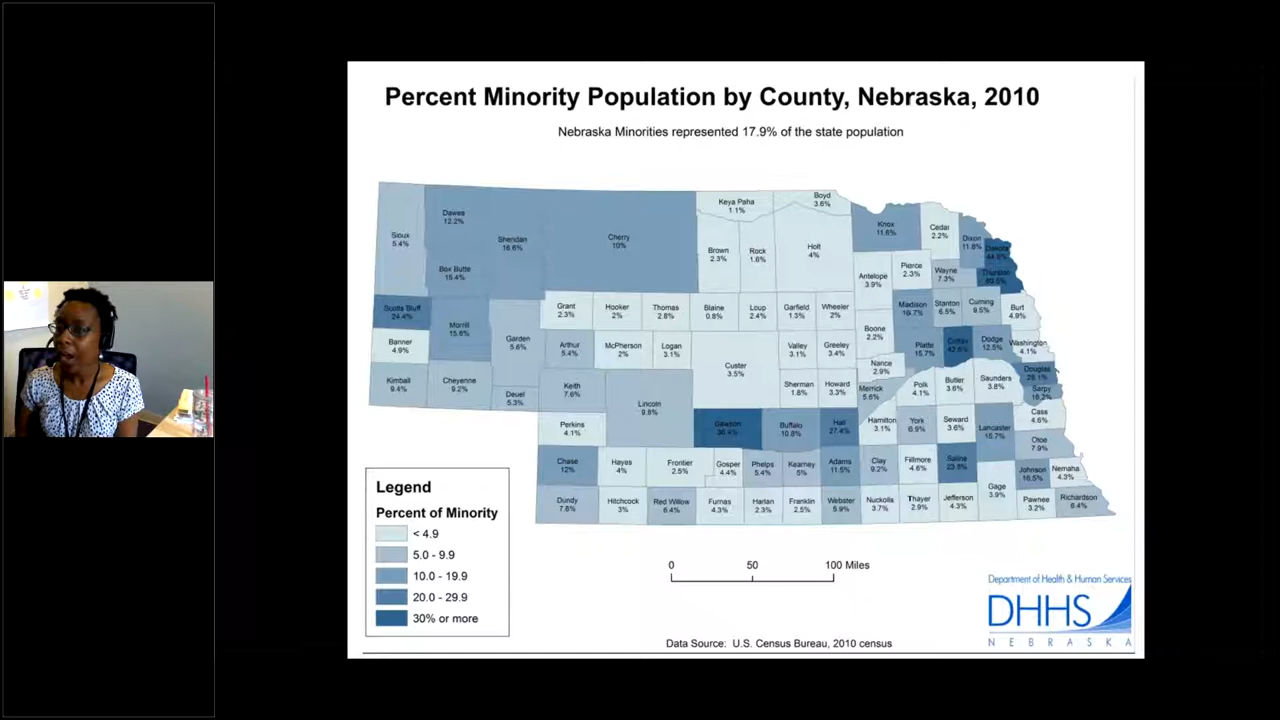 Percent Minority Population by County, Nebraska, 2010
Nebraska Minorities represented 17.9% of the state population
Sioux
5.4%
Dawes
12.2%
Sheridan
16.6%
Box Butte
15.4%
Cherry
10%
Keya Paha
1.1%
Boyd
3.6%
Brown
2.3%
Rock
1.6%
Holt
4%
Knox
11.6%
Cedar
2.2%
Dixon
11.8%
Dakota
Thurston
Antelope
3.9%
Pierce
2.3%
Wayne
7.3%
Scotts Bluff
24.4%
Morrill
15.8%
Garden
5.6%
Banner
4.9%
Kimball
9.4%
Cheyenne
9.2%
Deuel
5.3%
Grant
2.3%
Hooker
2%
Thomas
2.8%
Blaine
0.8%
Loup
2.4%
Garfield
1.3%
Wheeler
2%
Madison
16.7%
Stanton
6.5%
Cuming
9.5%
Burt
4.9%
Arthur
5.4%
McPherson
2%
Logan
3.1%
Custer
3.5%
Valley
3.1%
Greeley
3.4%
Boone
2.2%
Platte
15.7%
Colfax
Dodge
12.5%
Washington
4.1%
Nance
2.9%
Keith
7.6%
Lincoln
9.8%
Sherman
1.8%
Howard
3.3%
Merrick
5.6%
Polk
4.1%
Butler
3.6%
Saunders
3.8%
Douglas
Sarpy
Perkins
4.1%
Dawson
Buffalo
10.8%
Hall
27.4%
Hamilton
3.1%
York
Seward
3.6%
Lancaster
15.7%
Cass
4.6%
Otoe
7.9%
Chase
12%
Hayes
4%
Frontier
2.5%
Gosper
4.4%
Phelps
5.4%
Kearney
5%
Adams
11.5%
Clay
9.2%
Fillmore
4.6%
Saline
23.8%
Gage
3.9%
Johnson
Nemaha
4.3%
Dundy
7.8%
Hitchcock
3%
Red Willow
6.4%
Furnas
4.3%
Harlan
2.3%
Franklin
2.5%
Webster
5.9%
Nuckolls
3.7%
Thayer
2.9%
Jefferson
4.3%
Pawnee
3.2%
Richardson
6.4%
Legend
Percent of Minority
< 4.9
5.0 - 9.9
10.0 - 19.9
20.0 - 29.9
30% or more
0 50 100 Miles
Data Source: U.S. Census Bureau, 2010 census
Department of Health & Human Services
DHHS
NEBRASKA